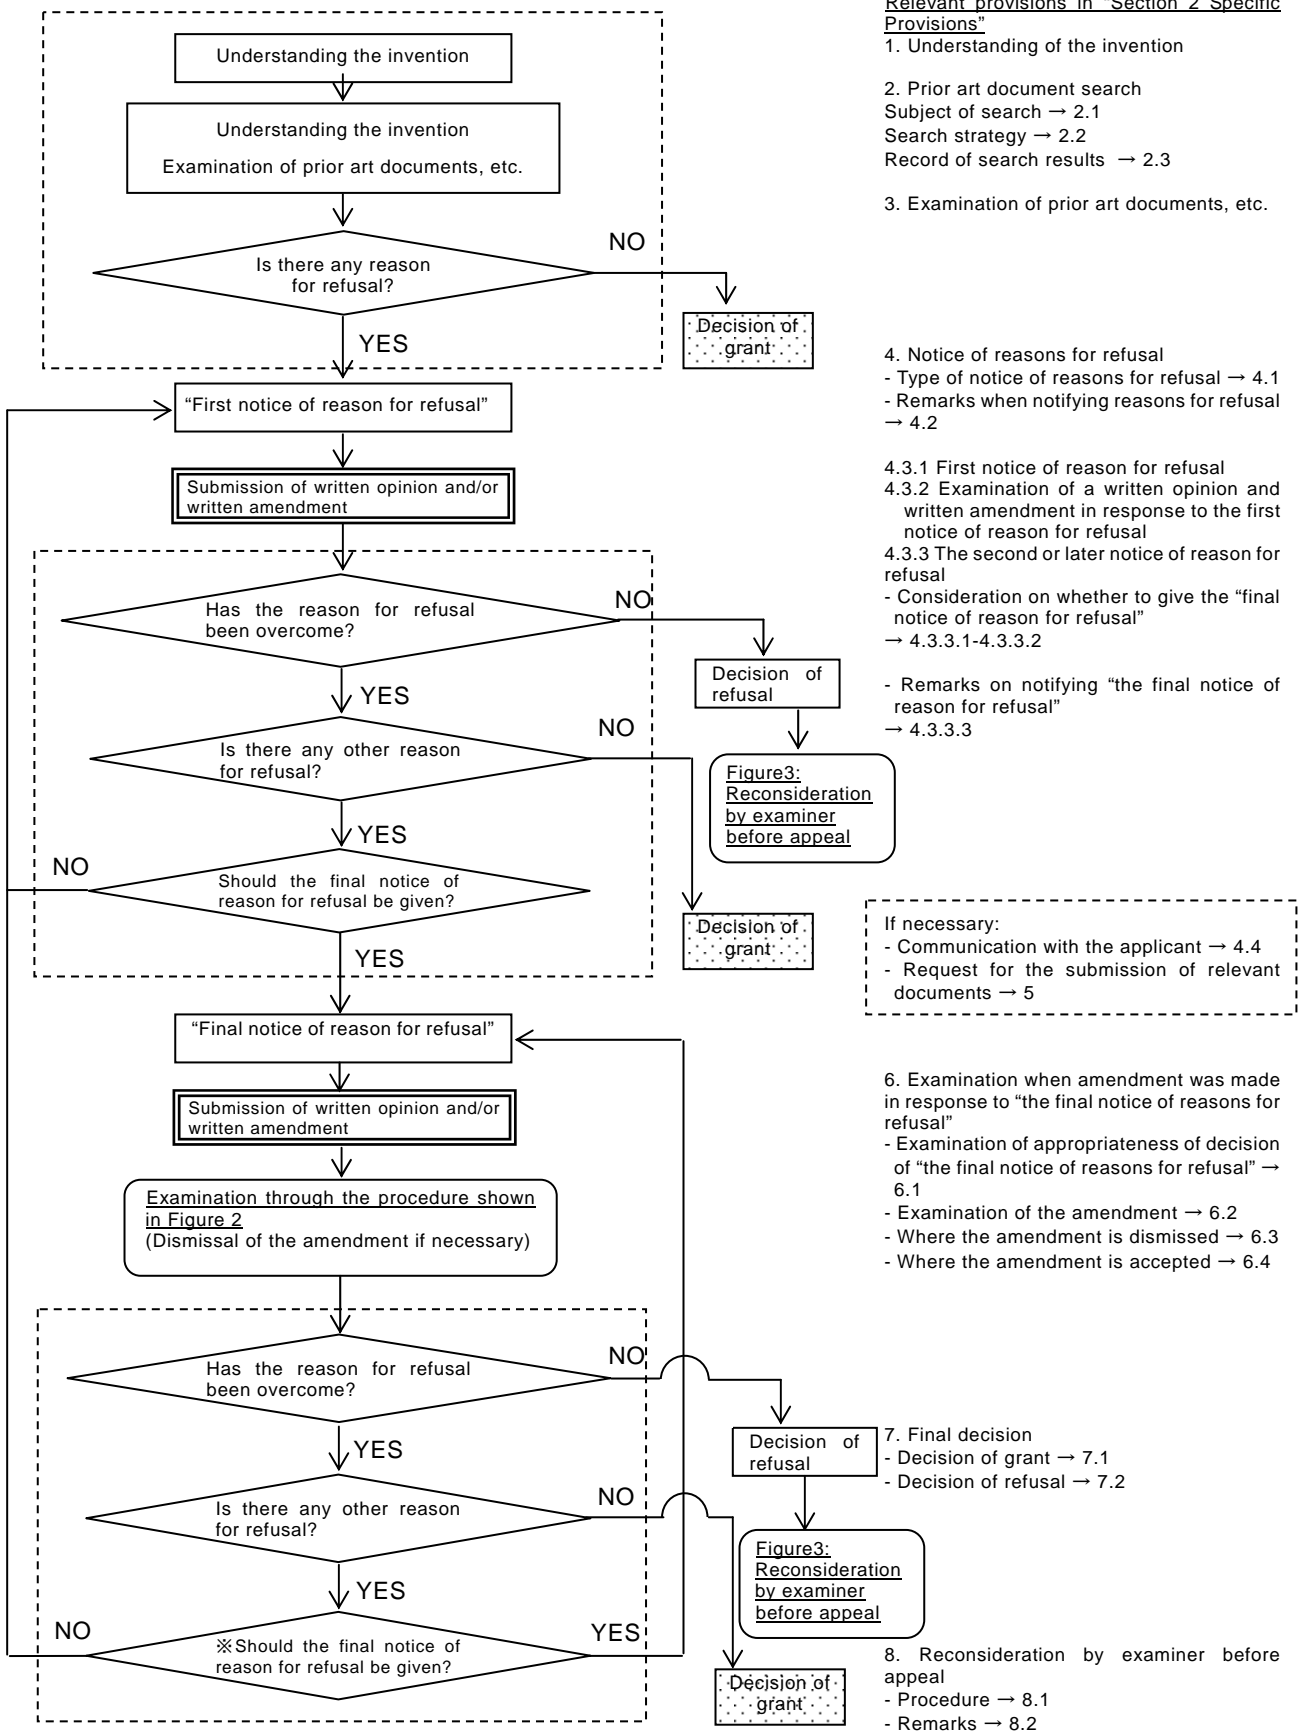 Understanding the invention
Understanding the invention
Examination of prior art documents, etc.
Is there any reason
for refusal?
NO
Decision of
grant
YES
“First notice of reason for refusal”
Submission of written opinion and/or
written amendment
Has the reason for refusal
been overcome?
NO
Decision of
refusal
Figure3:
Reconsideration
by examiner
before appeal
YES
Is there any other reason
for refusal?
NO
Decision of
grant
YES
Should the final notice of
reason for refusal be given?
NO
YES
“Final notice of reason for refusal”
Submission of written opinion and/or
written amendment
Examination through the procedure shown
in Figure 2
(Dismissal of the amendment if necessary)
Has the reason for refusal
been overcome?
NO
Decision of
refusal
Figure3:
Reconsideration
by examiner
before appeal
YES
Is there any other reason
for refusal?
NO
Decision of
grant
YES
※Should the final notice of
reason for refusal be given?
NO
YES
Relevant provisions in “Section 2 Specific
Provisions”
1. Understanding of the invention
2. Prior art document search
Subject of search → 2.1
Search strategy → 2.2
Record of search results → 2.3
3. Examination of prior art documents, etc.
4. Notice of reasons for refusal
- Type of notice of reasons for refusal → 4.1
- Remarks when notifying reasons for refusal
→ 4.2
4.3.1 First notice of reason for refusal
4.3.2 Examination of a written opinion and
written amendment in response to the first
notice of reason for refusal
4.3.3 The second or later notice of reason for
refusal
- Consideration on whether to give the “final
notice of reason for refusal”
→ 4.3.3.1-4.3.3.2
- Remarks on notifying “the final notice of
reason for refusal”
→ 4.3.3.3
If necessary:
- Communication with the applicant → 4.4
- Request for the submission of relevant
documents → 5
6. Examination when amendment was made
in response to “the final notice of reasons for
refusal”
- Examination of appropriateness of decision
of “the final notice of reasons for refusal” →
6.1
- Examination of the amendment → 6.2
- Where the amendment is dismissed → 6.3
- Where the amendment is accepted → 6.4
7. Final decision
- Decision of grant → 7.1
- Decision of refusal → 7.2
8. Reconsideration by examiner before
appeal
- Procedure → 8.1
- Remarks → 8.2